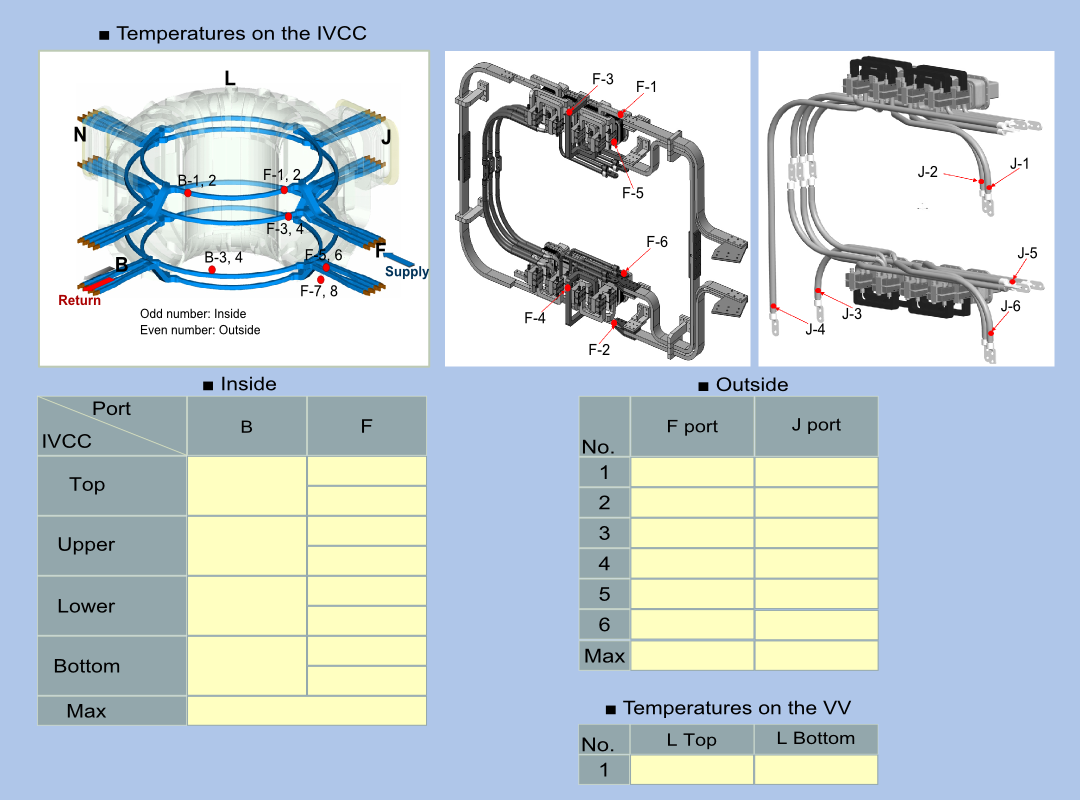 ■ Temperatures on the IVCC
L
N
J
B-1, 2
F-1, 2
F-3, 4
B-3, 4
F-5, 6
F
B
Supply
Return
F-7, 8
Odd number: Inside
Even number: Outside
F-3
F-1
F-5
F-6
F-4
F-2
J-2
J-1
J-5
J-3
J-6
J-4
■ Inside
Port
IVCC
B
F
Top
Upper
Lower
Bottom
Max
■ Outside
No.
F port
J port
1
2
3
4
5
6
Max
■ Temperatures on the VV
No.
L Top
L Bottom
1